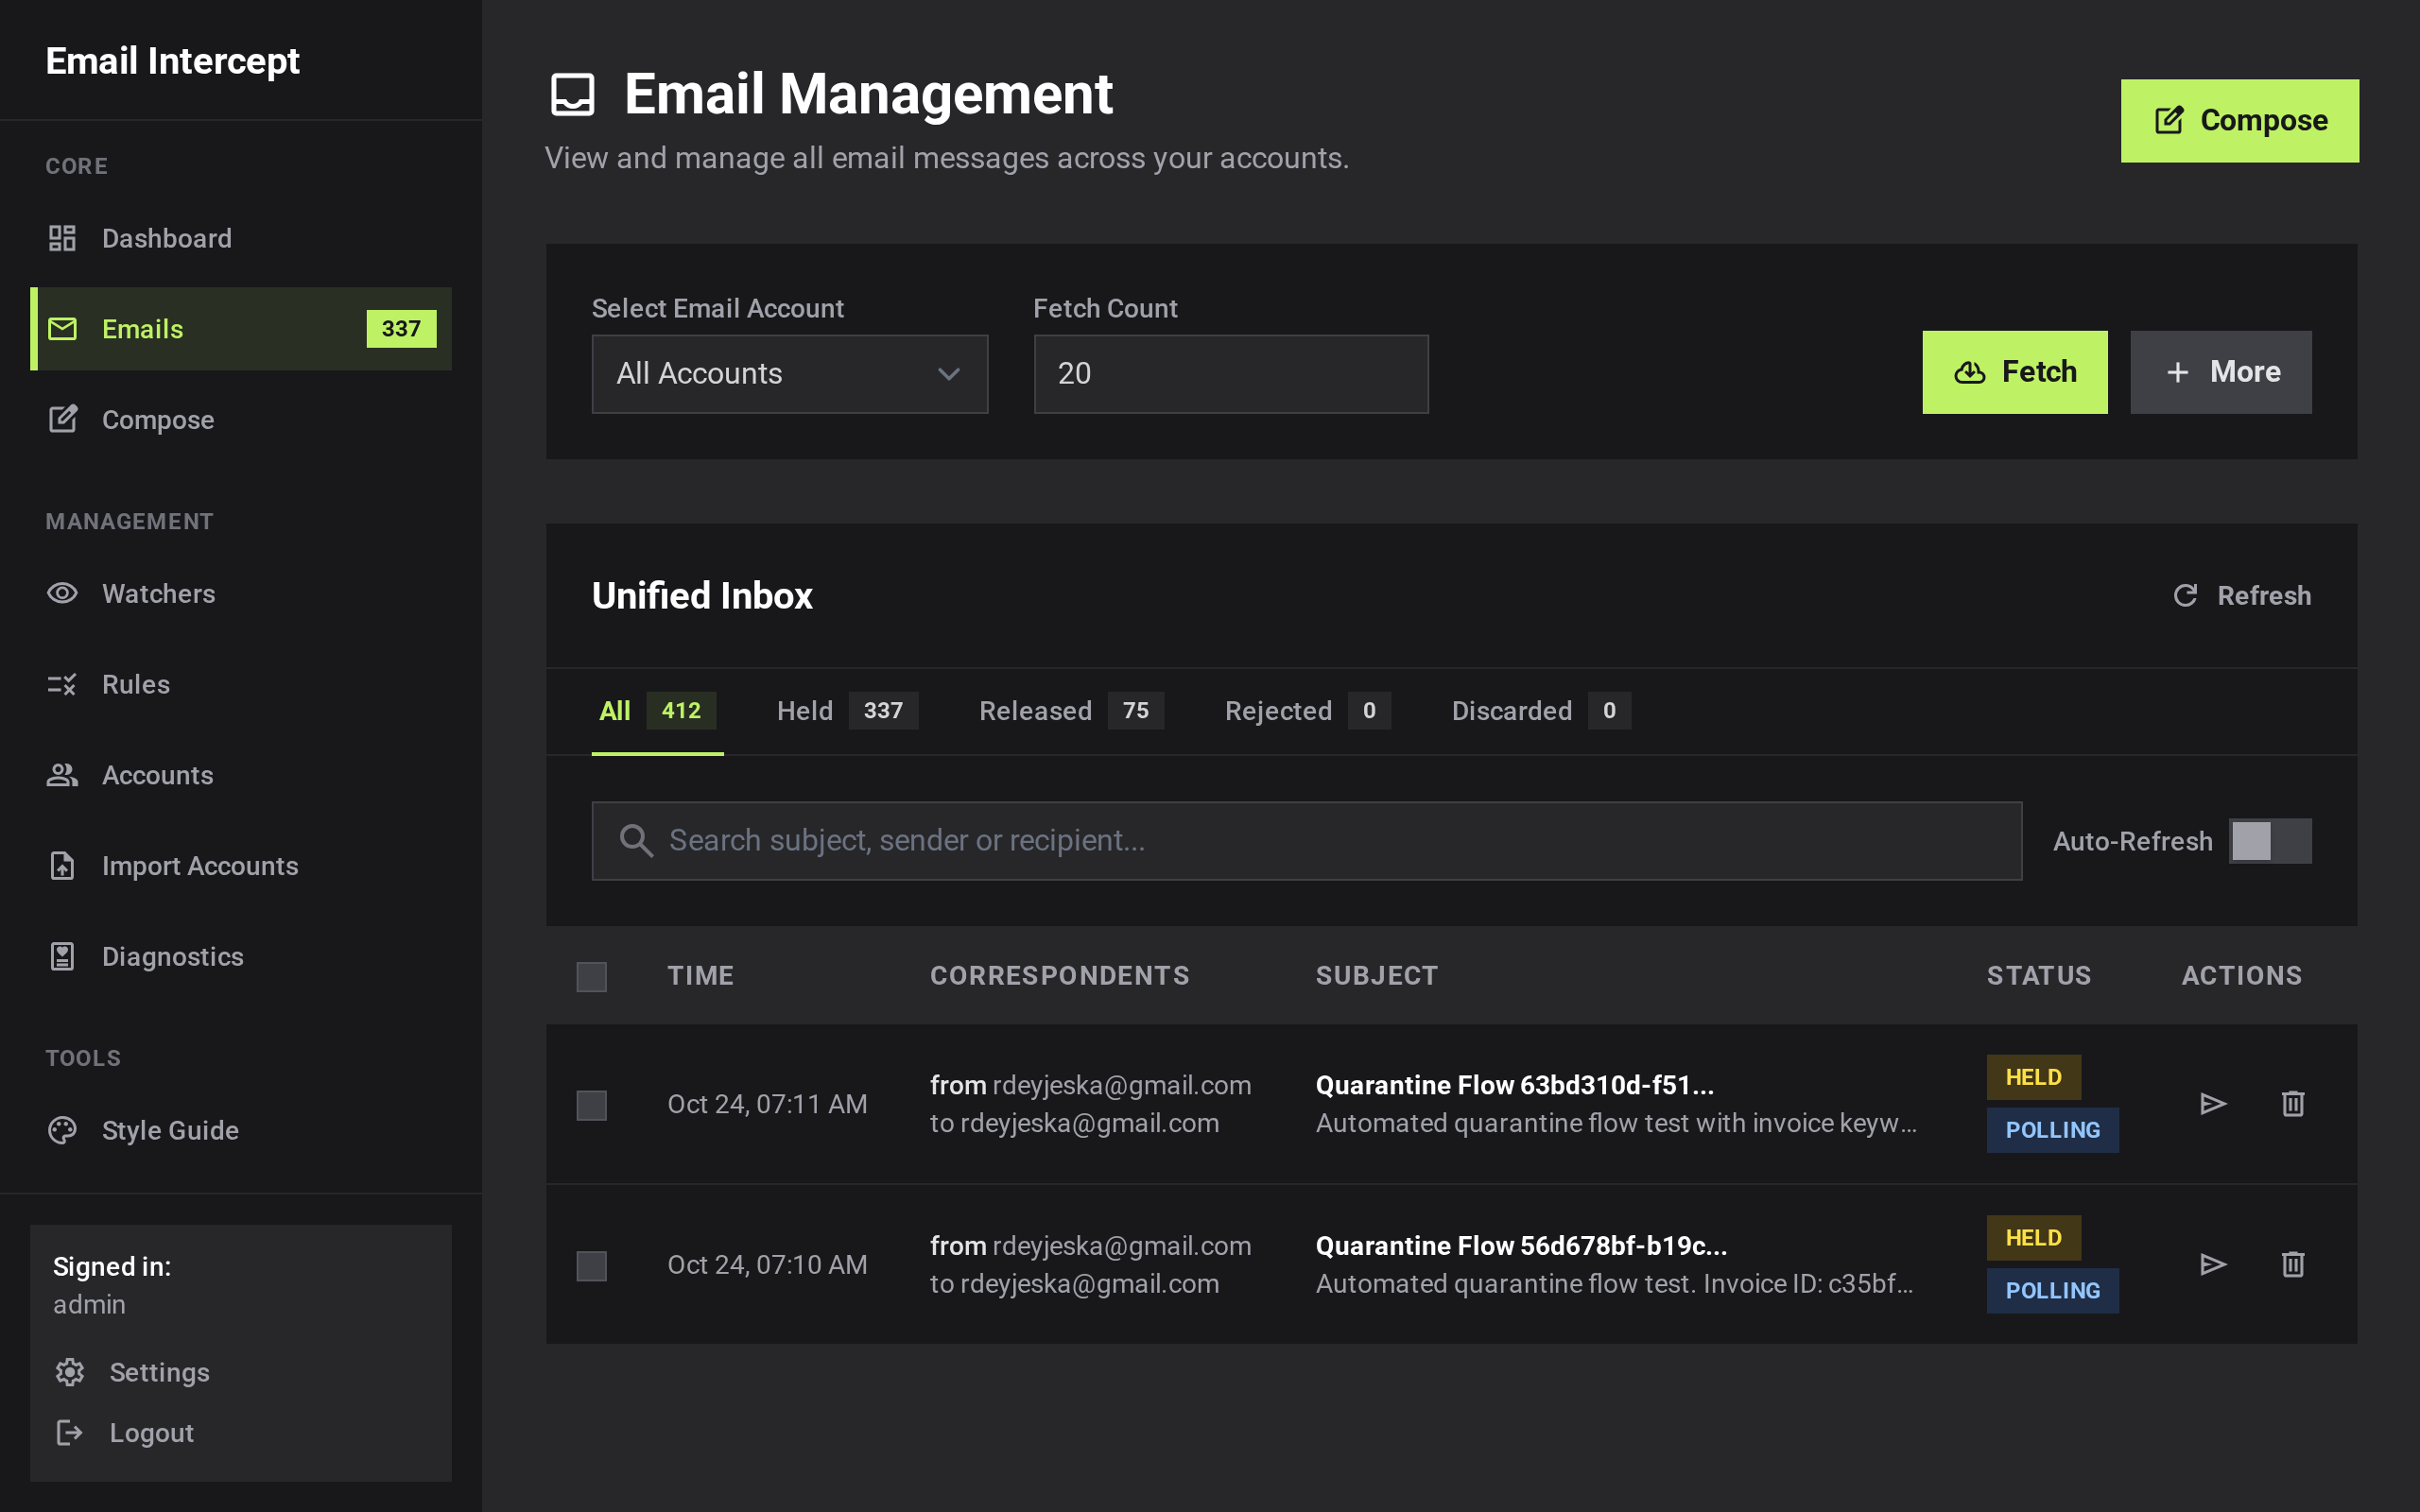 Email Intercept
CORE
Dashboard
Emails 337
Compose
MANAGEMENT
Watchers
Rules
Accounts
Import Accounts
Diagnostics
TOOLS
Style Guide
Signed in:
admin
Settings
Logout
Email Management
View and manage all email messages across your accounts.
Compose
Select Email Account
All Accounts
Fetch Count
20
Fetch
More
Unified Inbox
Refresh
All 412 Held 337 Released 75 Rejected 0 Discarded 0
Search subject, sender or recipient...
Auto-Refresh
TIME CORRESPONDENTS SUBJECT STATUS ACTIONS
Oct 24, 07:11 AM
from rdeyjeska@gmail.com
to rdeyjeska@gmail.com
Quarantine Flow 63bd310d-f51...
Automated quarantine flow test with invoice keyw...
HELD
POLLING
Oct 24, 07:10 AM
from rdeyjeska@gmail.com
to rdeyjeska@gmail.com
Quarantine Flow 56d678bf-b19c...
Automated quarantine flow test. Invoice ID: c35bf...
HELD
POLLING